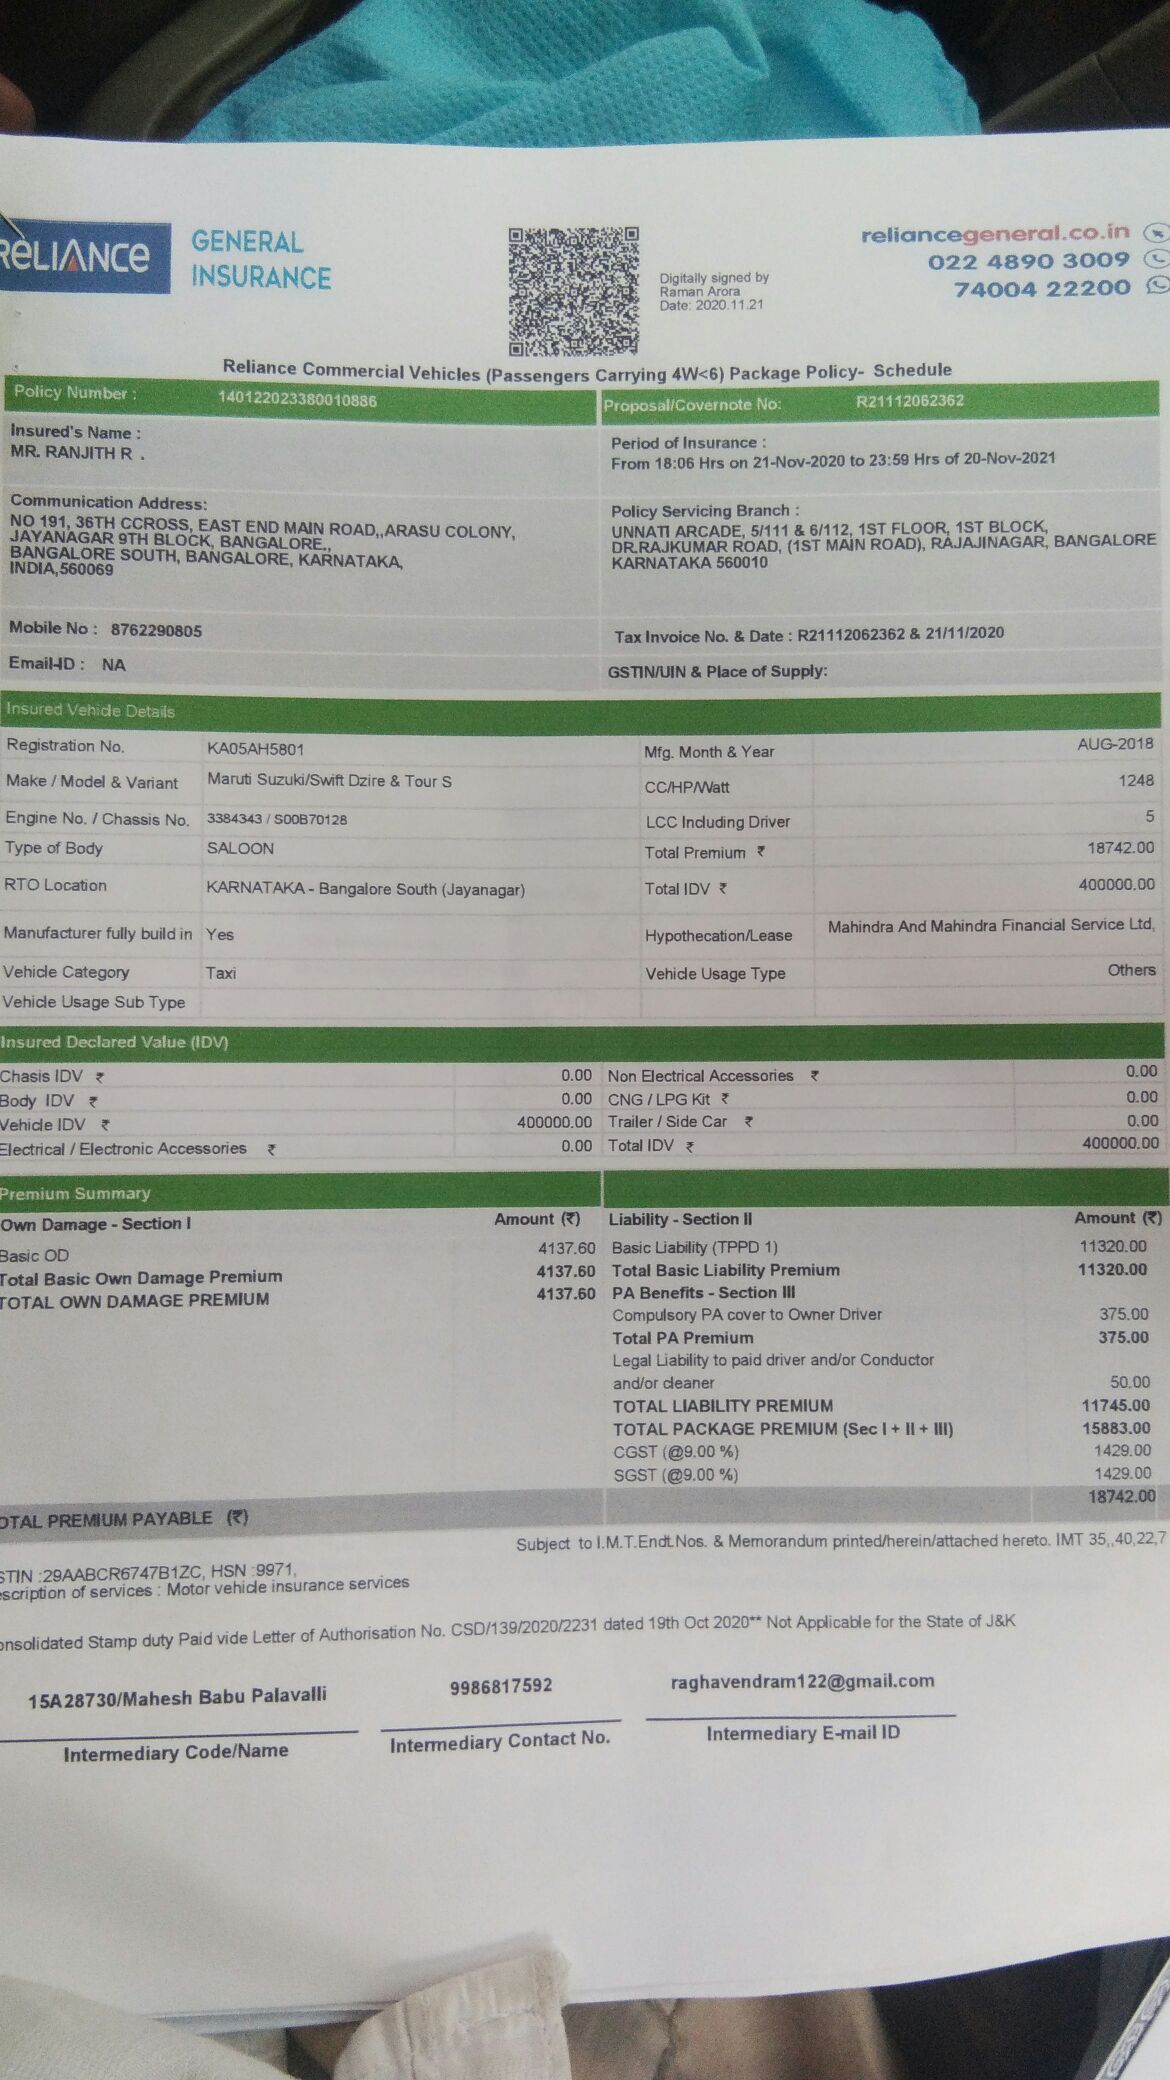 RELIANCE
GENERAL
INSURANCE
Digitally signed by
Raman Arora
Date: 2020.11.21
reliancegeneral.co.in
022 4890 3009
74004 22200
Reliance Commercial Vehicles (Passengers Carrying 4W<6) Package Policy- Schedule
Policy Number : 140122023380010886
Proposal/Covernote No: R21112062362
Insured's Name :
MR. RANJITH R .
Period of Insurance :
From 18:06 Hrs on 21-Nov-2020 to 23:59 Hrs of 20-Nov-2021
Communication Address:
NO 191, 36TH CCROSS, EAST END MAIN ROAD,,ARASU COLONY,
JAYANAGAR 9TH BLOCK, BANGALORE,,
BANGALORE SOUTH, BANGALORE, KARNATAKA,
INDIA,560069
Policy Servicing Branch :
UNNATI ARCADE, 5/111 & 6/112, 1ST FLOOR, 1ST BLOCK,
DR.RAJKUMAR ROAD, (1ST MAIN ROAD), RAJAJINAGAR, BANGALORE
KARNATAKA 560010
Mobile No : 8762290805
Tax Invoice No. & Date : R21112062362 & 21/11/2020
Email-ID : NA
GSTIN/UIN & Place of Supply:
Insured Vehicle Details
Registration No. KA05AH5801 Mfg. Month & Year AUG-2018
Make / Model & Variant Maruti Suzuki/Swift Dzire & Tour S CC/HP/Watt 1248
Engine No. / Chassis No. 3384343 / S00B70128 LCC Including Driver 5
Type of Body SALOON Total Premium ₹ 18742.00
RTO Location KARNATAKA - Bangalore South (Jayanagar) Total IDV ₹ 400000.00
Manufacturer fully build in Yes Hypothecation/Lease Mahindra And Mahindra Financial Service Ltd,
Vehicle Category Taxi Vehicle Usage Type Others
Vehicle Usage Sub Type
Insured Declared Value (IDV)
Chasis IDV ₹ 0.00 Non Electrical Accessories ₹ 0.00
Body IDV ₹ 0.00 CNG / LPG Kit ₹ 0.00
Vehicle IDV ₹ 400000.00 Trailer / Side Car ₹ 0.00
Electrical / Electronic Accessories ₹ 0.00 Total IDV ₹ 400000.00
Premium Summary
Own Damage - Section I Amount (₹) Liability - Section II Amount (₹)
Basic OD 4137.60 Basic Liability (TPPD 1) 11320.00
Total Basic Own Damage Premium 4137.60 Total Basic Liability Premium 11320.00
TOTAL OWN DAMAGE PREMIUM 4137.60 PA Benefits - Section III
Compulsory PA cover to Owner Driver 375.00
Total PA Premium 375.00
Legal Liability to paid driver and/or Conductor
and/or cleaner 50.00
TOTAL LIABILITY PREMIUM 11745.00
TOTAL PACKAGE PREMIUM (Sec I + II + III) 15883.00
CGST (@9.00 %) 1429.00
SGST (@9.00 %) 1429.00
OTAL PREMIUM PAYABLE (₹) 18742.00
Subject to I.M.T.Endt.Nos. & Memorandum printed/herein/attached hereto. IMT 35,,40,22,7
STIN :29AABCR6747B1ZC, HSN :9971,
escription of services : Motor vehicle insurance services
onsolidated Stamp duty Paid vide Letter of Authorisation No. CSD/139/2020/2231 dated 19th Oct 2020** Not Applicable for the State of J&K
15A28730/Mahesh Babu Palavalli 9986817592 raghavendram122@gmail.com
Intermediary Code/Name Intermediary Contact No. Intermediary E-mail ID